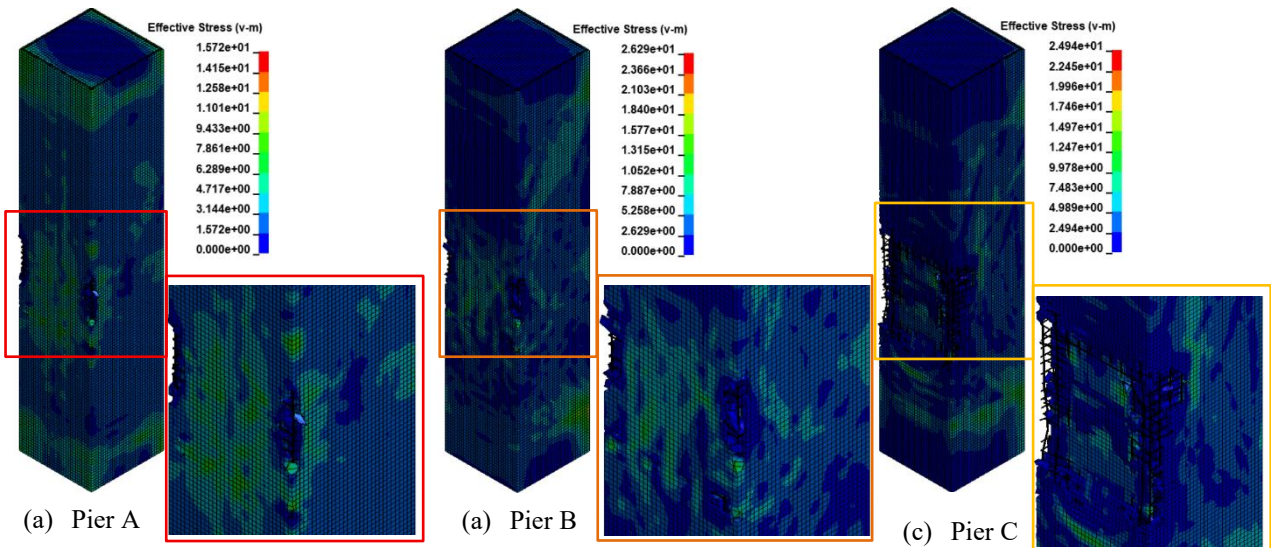 Effective Stress (v-m)
1.572e+01
1.415e+01
1.258e+01
1.101e+01
9.433e+00
7.861e+00
6.289e+00
4.717e+00
3.144e+00
1.572e+00
0.000e+00
(a) Pier A
Effective Stress (v-m)
2.629e+01
2.366e+01
2.103e+01
1.840e+01
1.577e+01
1.315e+01
1.052e+01
7.887e+00
5.258e+00
2.629e+00
0.000e+00
(a) Pier B
Effective Stress (v-m)
2.494e+01
2.245e+01
1.996e+01
1.746e+01
1.497e+01
1.247e+01
9.978e+00
7.483e+00
4.989e+00
2.494e+00
0.000e+00
(c) Pier C